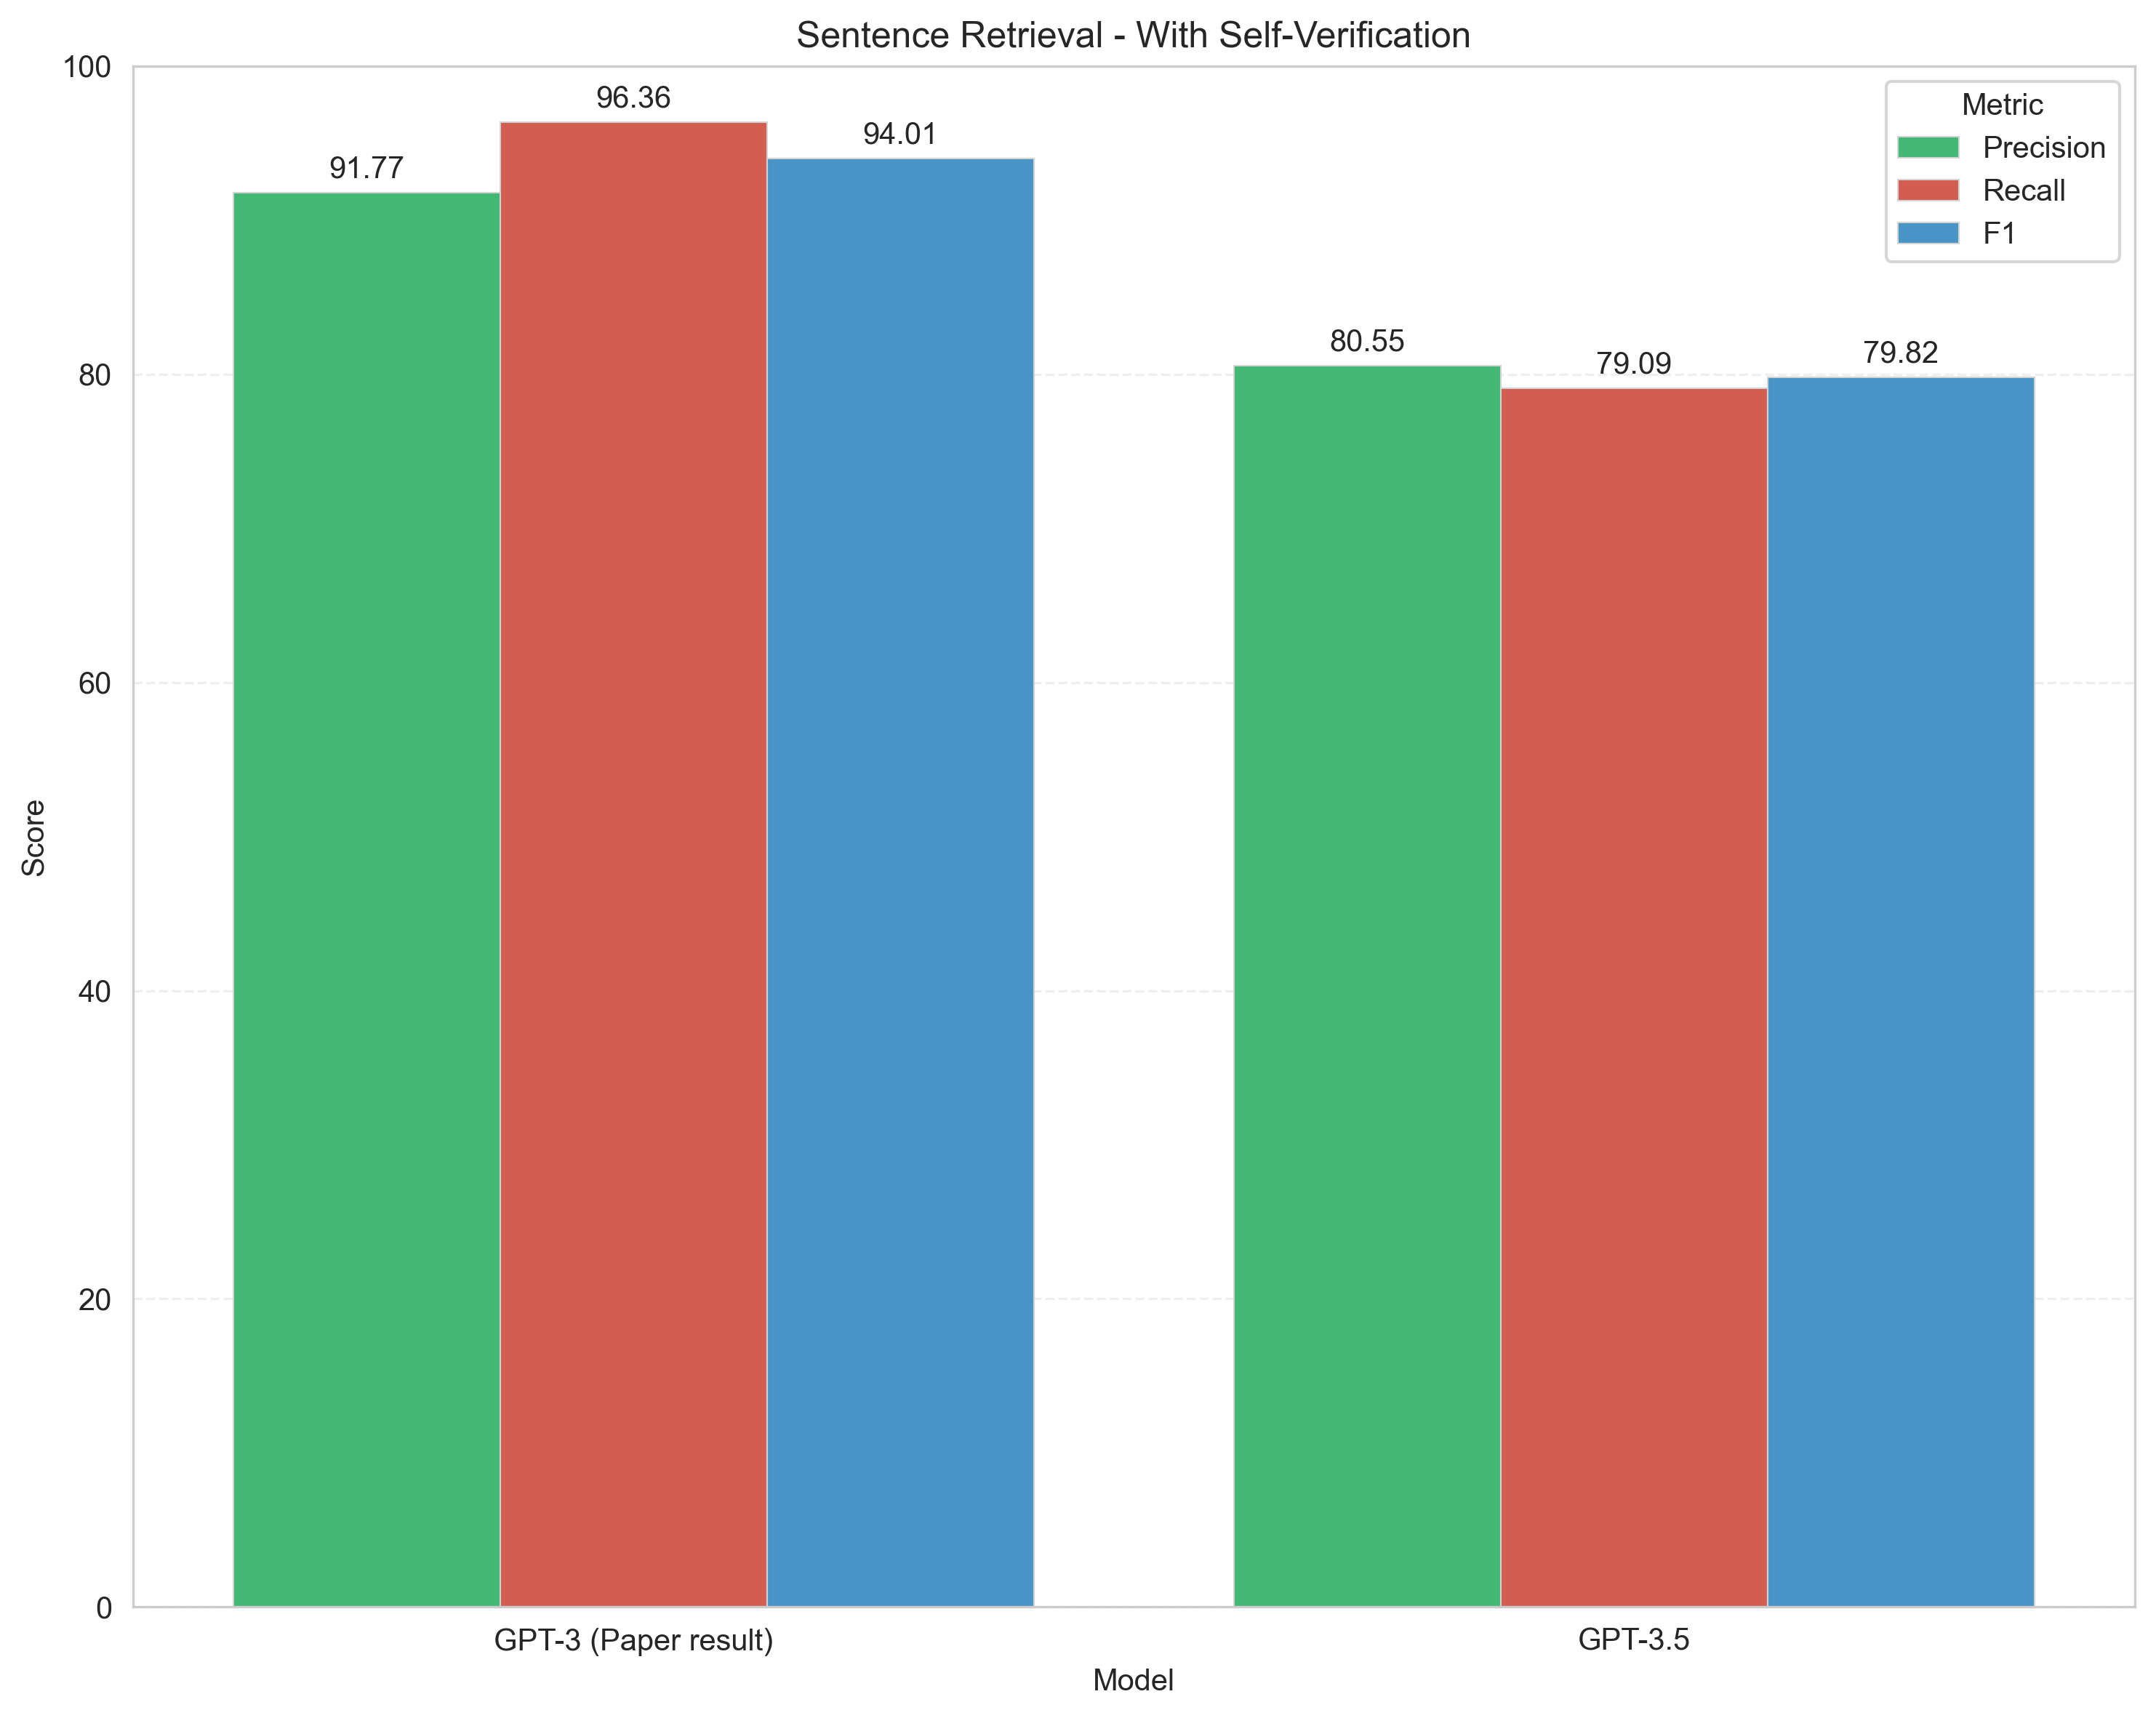 Sentence Retrieval - With Self-Verification
100
80
60
40
20
0
Score
91.77
96.36
94.01
80.55
79.09
79.82
Metric
Precision
Recall
F1
GPT-3 (Paper result)
GPT-3.5
Model